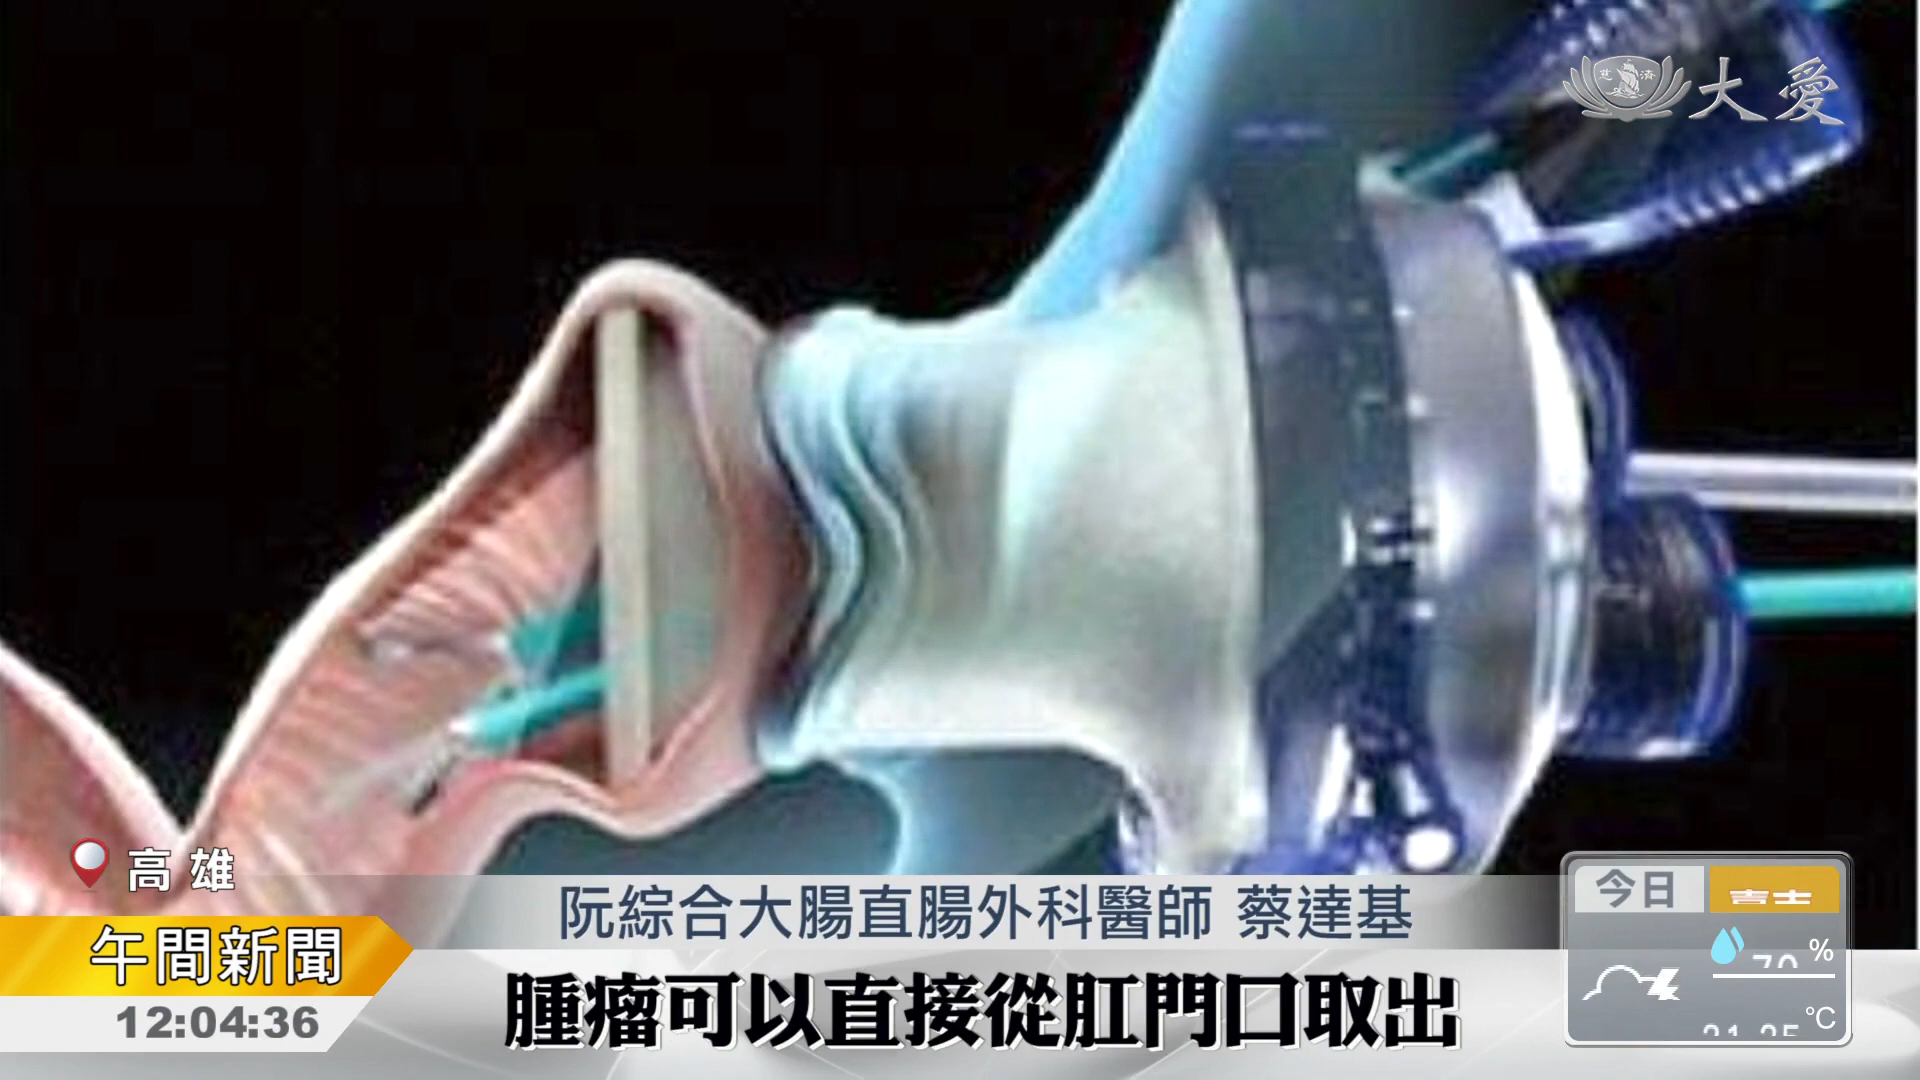 慈濟
大愛
高雄
阮綜合大腸直腸外科醫師 蔡達基
午間新聞
腫瘤可以直接從肛門口取出
12:04:36
今日
%
°C